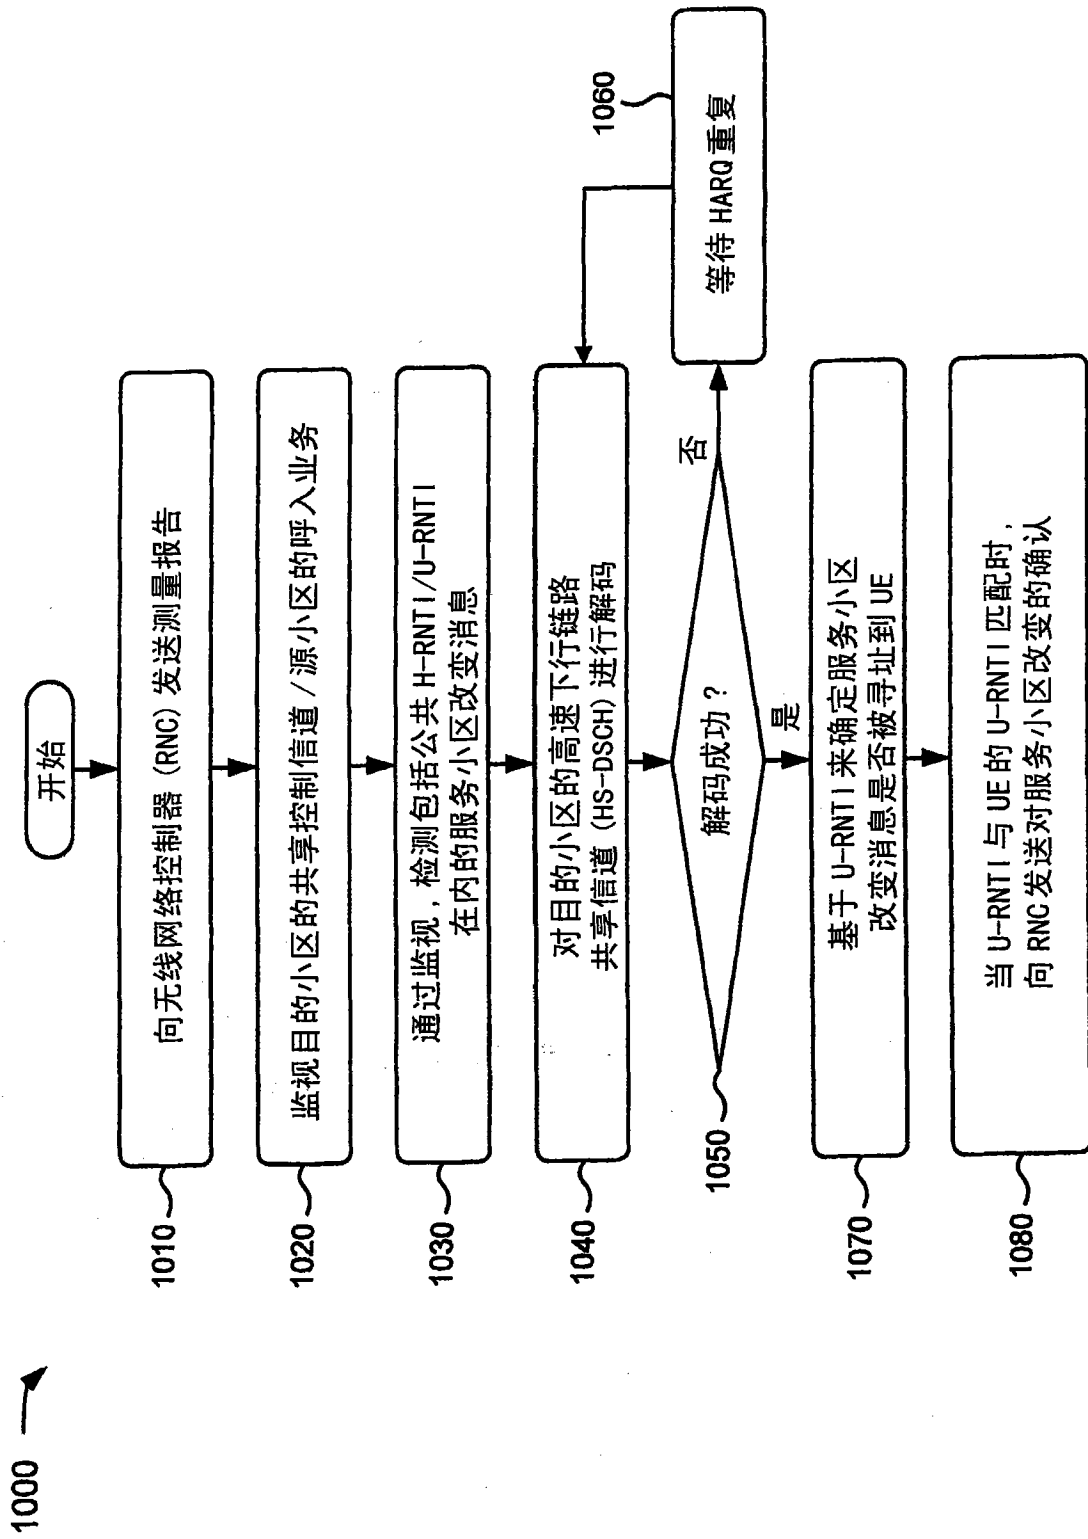 1000
开始
1010
向无线网络控制器 (RNC) 发送测量报告
1020
监视目的小区的共享控制信道/源小区的呼入业务
1030
通过监视，检测包括公共 H-RNTI/U-RNTI
在内的服务小区改变消息
1040
对目的小区的高速下行链路
共享信道 (HS-DSCH) 进行解码
1050
解码成功?
否
1060
等待 HARQ 重复
是
1070
基于 U-RNTI 来确定服务小区
改变消息是否被寻址到 UE
1080
当 U-RNTI 与 UE 的 U-RNTI 匹配时，
向 RNC 发送对服务小区改变的确认